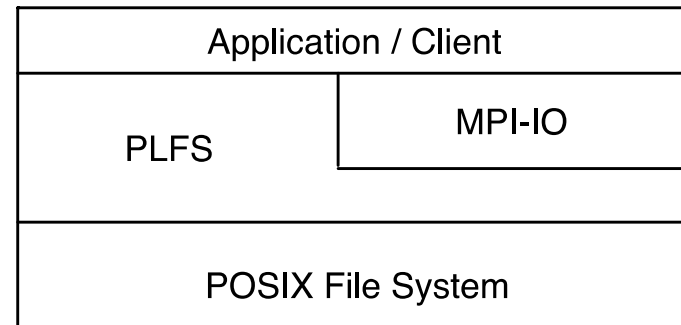 Application / Client
MPI-IO
PLFS
POSIX File System